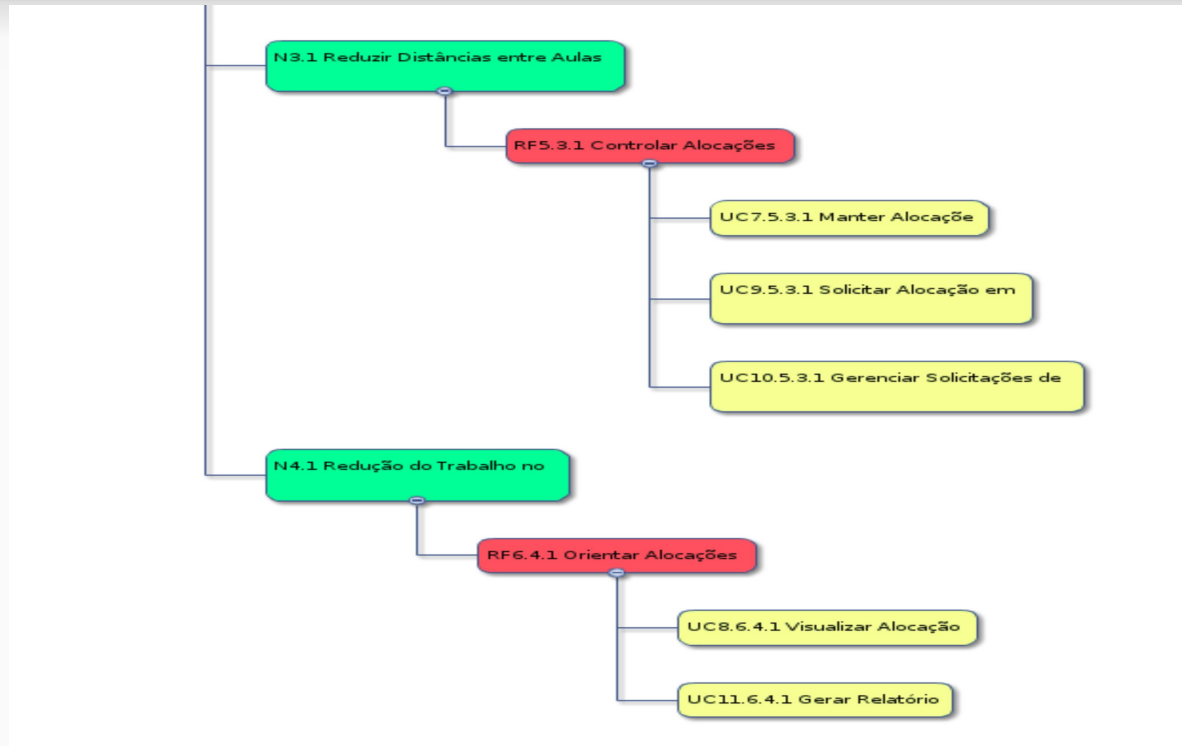 N3.1 Reduzir Distâncias entre Aulas
RF5.3.1 Controlar Alocações
UC7.5.3.1 Manter Alocaçõe
UC9.5.3.1 Solicitar Alocação em
UC10.5.3.1 Gerenciar Solicitações de
N4.1 Redução do Trabalho no
RF6.4.1 Orientar Alocações
UC8.6.4.1 Visualizar Alocação
UC11.6.4.1 Gerar Relatório